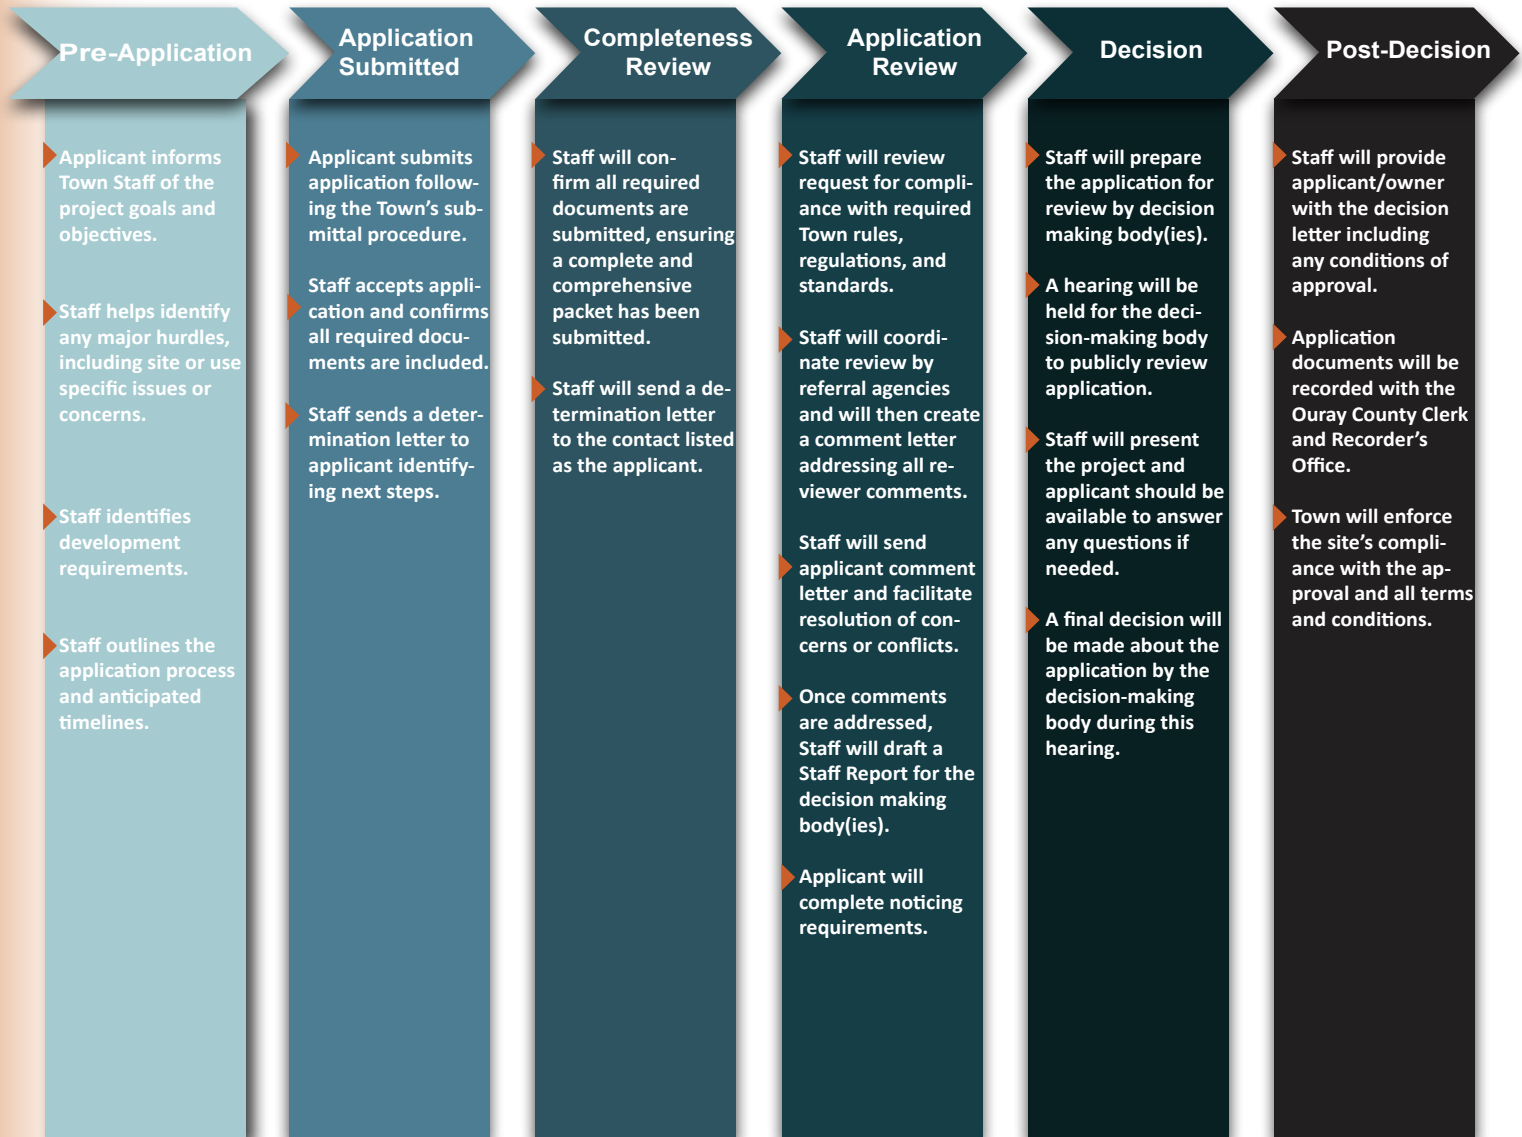 Pre-Application
Applicant informs
Town Staff of the
project goals and
objectives.
Staff helps identify
any major hurdles,
including site or use
specific issues or
concerns.
Staff identifies
development
requirements.
Staff outlines the
application process
and anticipated
timelines.
Application
Submitted
Applicant submits
application follow-
ing the Town's sub-
mittal procedure.
Staff accepts appli-
cation and confirms
all required docu-
ments are included.
Staff sends a deter-
mination letter to
applicant identify-
ing next steps.
Completeness
Review
Staff will con-
firm all required
documents are
submitted, ensuring
a complete and
comprehensive
packet has been
submitted.
Staff will send a de-
termination letter
to the contact listed
as the applicant.
Application
Review
Staff will review
request for compli-
ance with required
Town rules,
regulations, and
standards.
Staff will coordi-
nate review by
referral agencies
and will then create
a comment letter
addressing all re-
viewer comments.
Staff will send
applicant comment
letter and facilitate
resolution of con-
cerns or conflicts.
Once comments
are addressed,
Staff will draft a
Staff Report for the
decision making
body(ies).
Applicant will
complete noticing
requirements.
Decision
Staff will prepare
the application for
review by decision
making body(ies).
A hearing will be
held for the deci-
sion-making body
to publicly review
application.
Staff will present
the project and
applicant should be
available to answer
any questions if
needed.
A final decision will
be made about the
application by the
decision-making
body during this
hearing.
Post-Decision
Staff will provide
applicant/owner
with the decision
letter including
any conditions of
approval.
Application
documents will be
recorded with the
Ouray County Clerk
and Recorder's
Office.
Town will enforce
the site's compli-
ance with the ap-
proval and all terms
and conditions.